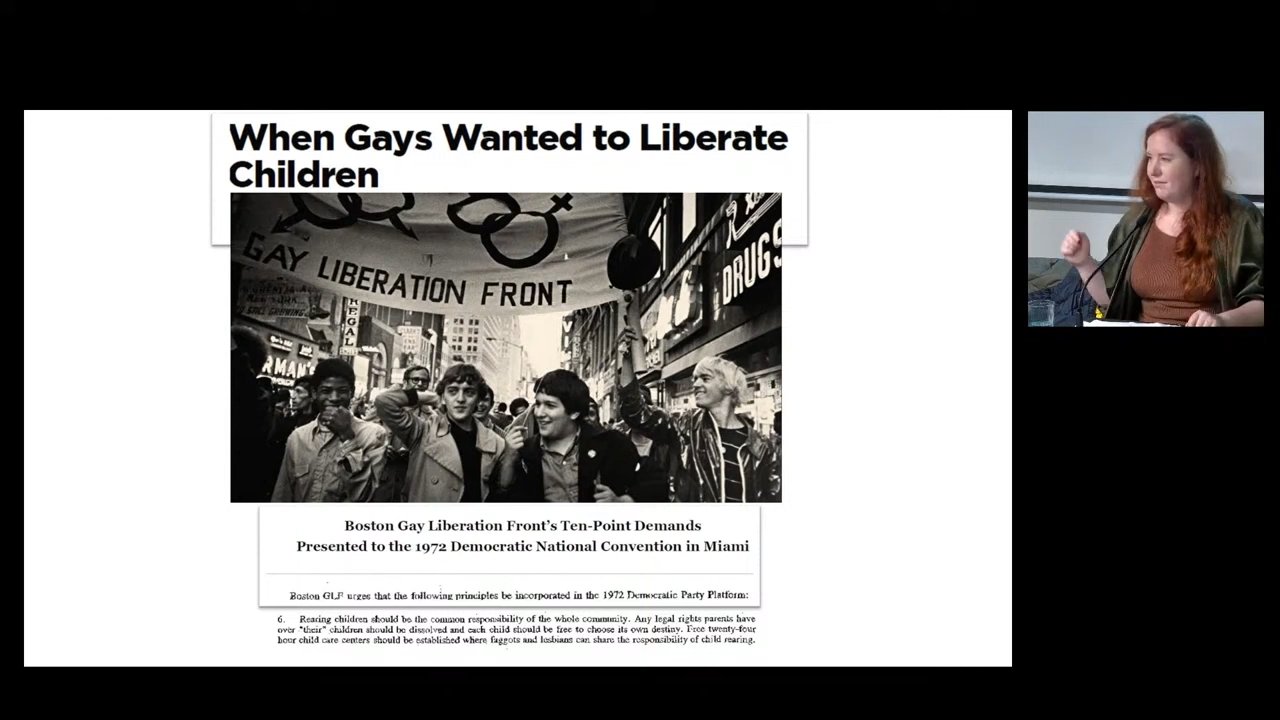 When Gays Wanted to Liberate
Children
GAY LIBERATION FRONT
REGAL
DRUGS
RMAN'S
Boston Gay Liberation Front's Ten-Point Demands
Presented to the 1972 Democratic National Convention in Miami
Boston GLF urges that the following principles be incorporated in the 1972 Democratic Party Platform:
6. Rearing children should be the common responsibility of the whole community. Any legal rights parents have
over "their" children should be dissolved and each child should be free to choose its own destiny. Free twenty-four
hour child care centers should be established where faggots and lesbians can share the responsibility of child rearing.